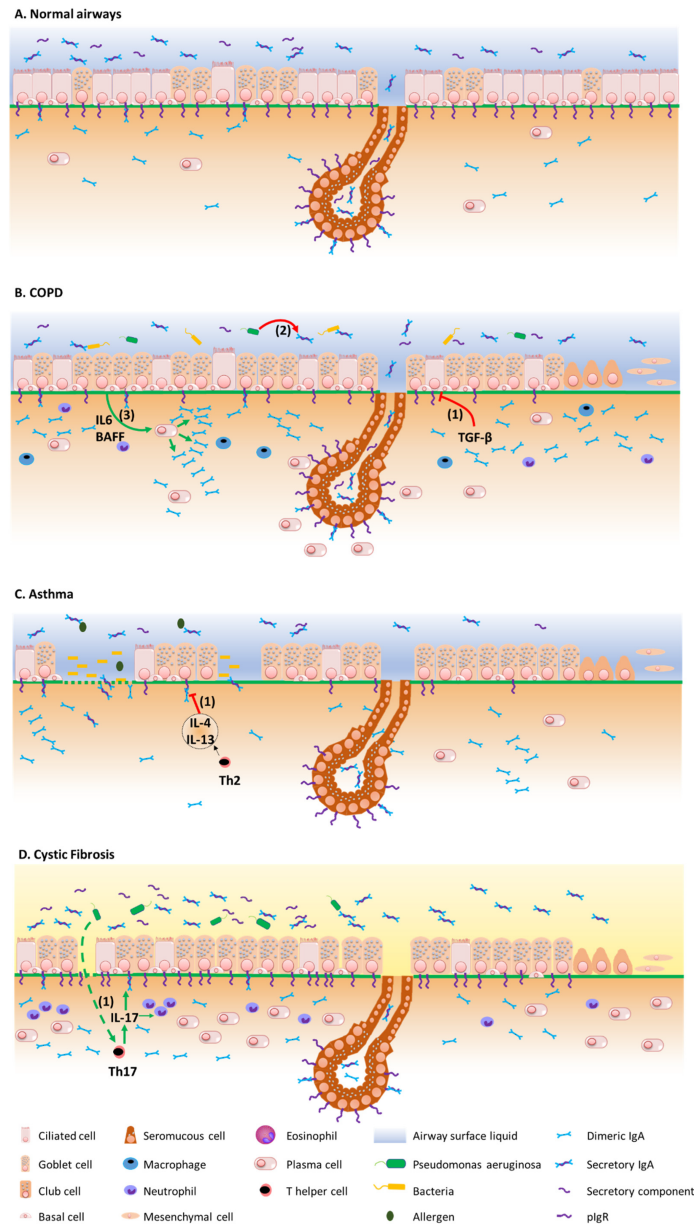 A. Normal airways
B. COPD
(2)
(3)
IL6
BAFF
(1)
TGF-β
C. Asthma
(1)
IL-4
IL-13
Th2
D. Cystic Fibrosis
(1)
IL-17
Th17
Ciliated cell
Seromucous cell
Eosinophil
Airway surface liquid
Dimeric IgA
Goblet cell
Macrophage
Plasma cell
Pseudomonas aeruginosa
Secretory IgA
Club cell
Neutrophil
T helper cell
Bacteria
Secretory component
Basal cell
Mesenchymal cell
Allergen
pIgR